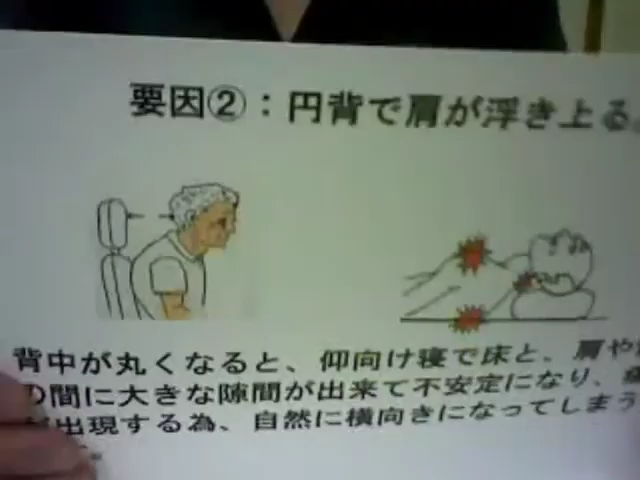 要因②：円背で肩が浮き上る。
背中が丸くなると、仰向け寝で床と、肩や
の間に大きな隙間が出来て不安定になり、
が出現する為、自然に横向きになってしまう